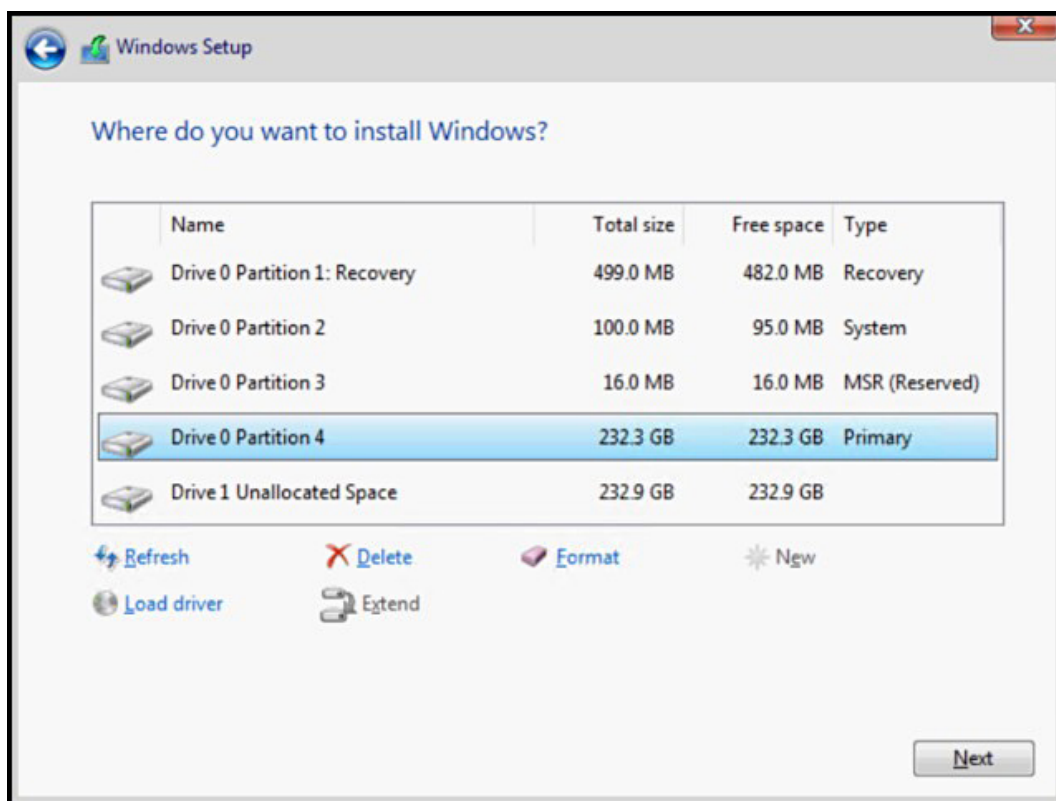 Windows Setup
Where do you want to install Windows?
Name Total size Free space Type
Drive 0 Partition 1: Recovery 499.0 MB 482.0 MB Recovery
Drive 0 Partition 2 100.0 MB 95.0 MB System
Drive 0 Partition 3 16.0 MB 16.0 MB MSR (Reserved)
Drive 0 Partition 4 232.3 GB 232.3 GB Primary
Drive 1 Unallocated Space 232.9 GB 232.9 GB
Refresh Delete Format New
Load driver Extend
Next